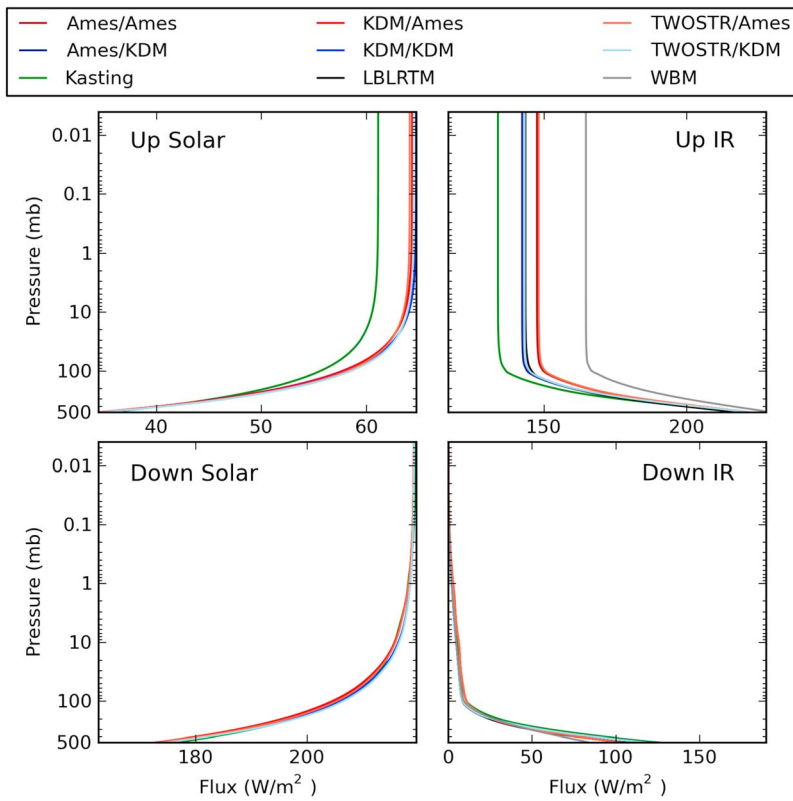 Ames/Ames KDM/Ames TWOSTR/Ames
Ames/KDM KDM/KDM TWOSTR/KDM
Kasting LBLRTM WBM
Up Solar
Up IR
Pressure (mb)
0.01
0.1
1
10
100
500
40 50 60
150 200
Down Solar
Down IR
Pressure (mb)
0.01
0.1
1
10
100
500
180 200
0 50 100 150
Flux (W/m² )
Flux (W/m² )